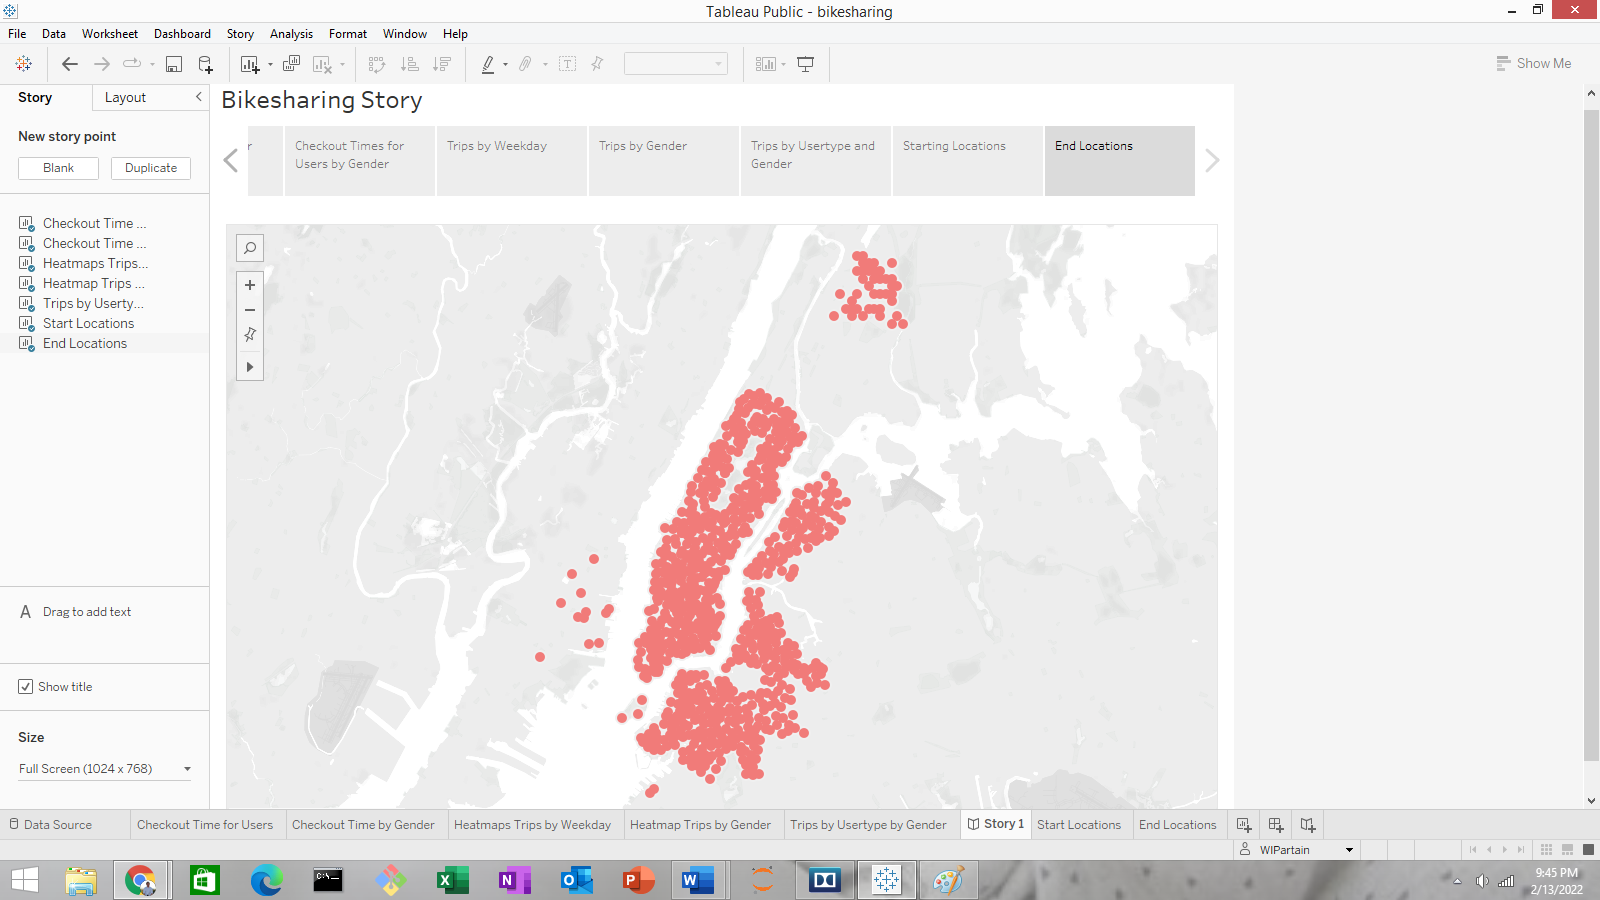 Tableau Public - bikesharing
File Data Worksheet Dashboard Story Analysis Format Window Help
Show Me
Story Layout
Bikesharing Story
New story point
Blank Duplicate
r
Checkout Times for
Users by Gender
Trips by Weekday
Trips by Gender
Trips by Usertype and
Gender
Starting Locations
End Locations
Checkout Time ...
Checkout Time ...
Heatmaps Trips...
Heatmap Trips ...
Trips by Userty...
Start Locations
End Locations
A Drag to add text
Show title
Size
Full Screen (1024 x 768)
Data Source Checkout Time for Users Checkout Time by Gender Heatmaps Trips by Weekday Heatmap Trips by Gender Trips by Usertype by Gender Story 1 Start Locations End Locations
WIPartain
9:45 PM
2/13/2022